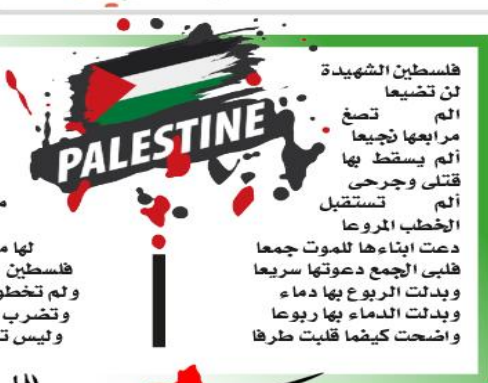 PALESTINE
فلسطين الشهيدة
لن تضيعا
الم تصغ
مرابعها نجيعا
ألم يسقط بها
قتلى وجرحى
ألم تستقبل
الخطب المروعا
دعت ابناءها للموت جمعا
فلبى الجمع دعوتها سريعا
وبدلت الربوع بها دماء
وبدلت الدماء بها ربوعا
واضحت كيفما قلبت طرفا
لها
فلسطين
ولم تخطو
وتضرب
وليس